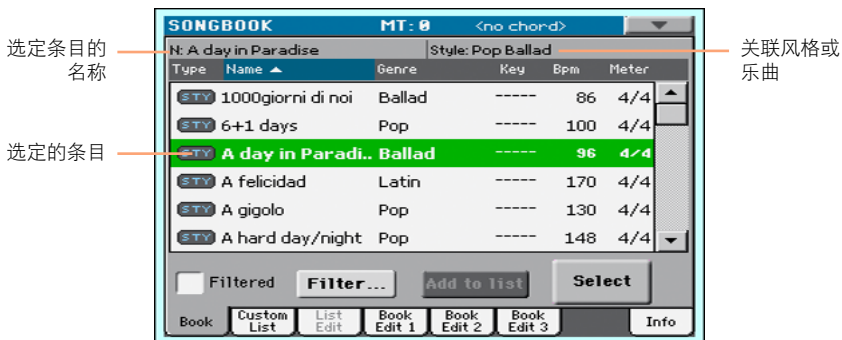 SONGBOOK MT: 0 <no chord>
选定条目的
名称
N: A day in Paradise Style: Pop Ballad
关联风格或
乐曲
Type Name Genre Key Bpm Meter
STY 1000giorni di noi Ballad ----- 86 4/4
STY 6+1 days Pop ----- 100 4/4
选定的条目
STY A day in Paradi.. Ballad ----- 96 4/4
STY A felicidad Latin ----- 170 4/4
STY A gigolo Pop ----- 130 4/4
STY A hard day/night Pop ----- 148 4/4
Filtered Filter... Add to list Select
Book Custom List List Edit Book Edit 1 Book Edit 2 Book Edit 3 Info